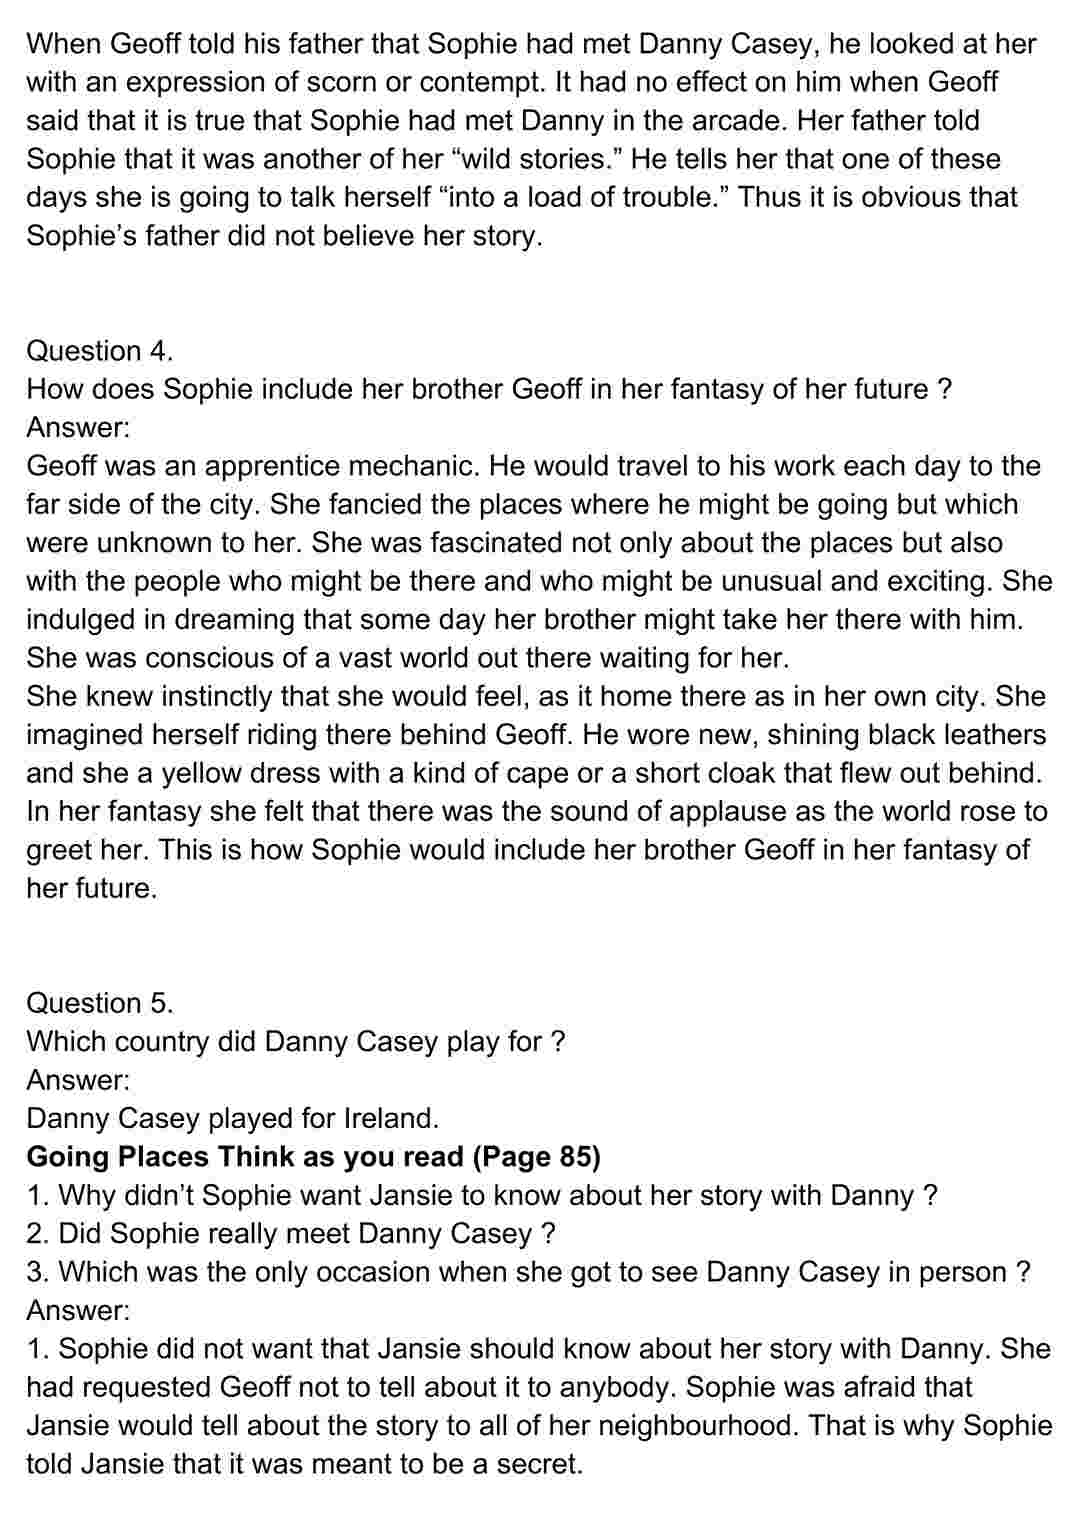 When Geoff told his father that Sophie had met Danny Casey, he looked at her
with an expression of scorn or contempt. It had no effect on him when Geoff
said that it is true that Sophie had met Danny in the arcade. Her father told
Sophie that it was another of her “wild stories.” He tells her that one of these
days she is going to talk herself “into a load of trouble.” Thus it is obvious that
Sophie’s father did not believe her story.
Question 4.
How does Sophie include her brother Geoff in her fantasy of her future ?
Answer:
Geoff was an apprentice mechanic. He would travel to his work each day to the
far side of the city. She fancied the places where he might be going but which
were unknown to her. She was fascinated not only about the places but also
with the people who might be there and who might be unusual and exciting. She
indulged in dreaming that some day her brother might take her there with him.
She was conscious of a vast world out there waiting for her.
She knew instinctly that she would feel, as it home there as in her own city. She
imagined herself riding there behind Geoff. He wore new, shining black leathers
and she a yellow dress with a kind of cape or a short cloak that flew out behind.
In her fantasy she felt that there was the sound of applause as the world rose to
greet her. This is how Sophie would include her brother Geoff in her fantasy of
her future.
Question 5.
Which country did Danny Casey play for ?
Answer:
Danny Casey played for Ireland.
Going Places Think as you read (Page 85)
1. Why didn’t Sophie want Jansie to know about her story with Danny ?
2. Did Sophie really meet Danny Casey ?
3. Which was the only occasion when she got to see Danny Casey in person ?
Answer:
1. Sophie did not want that Jansie should know about her story with Danny. She
had requested Geoff not to tell about it to anybody. Sophie was afraid that
Jansie would tell about the story to all of her neighbourhood. That is why Sophie
told Jansie that it was meant to be a secret.